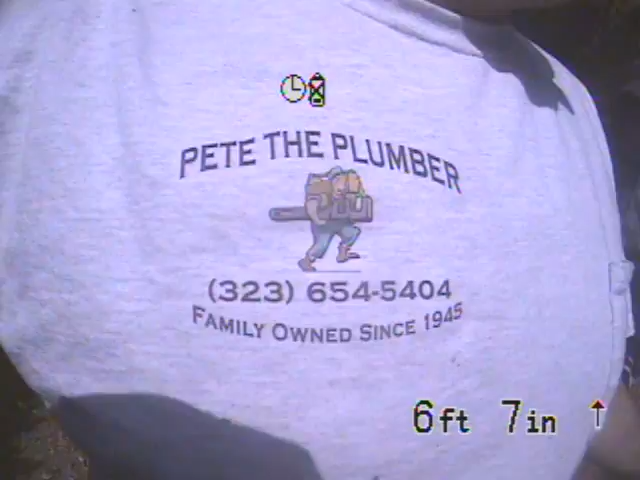 PETE THE PLUMBER
(323) 654-5404
FAMILY OWNED SINCE 1945
6ft 7in ↑